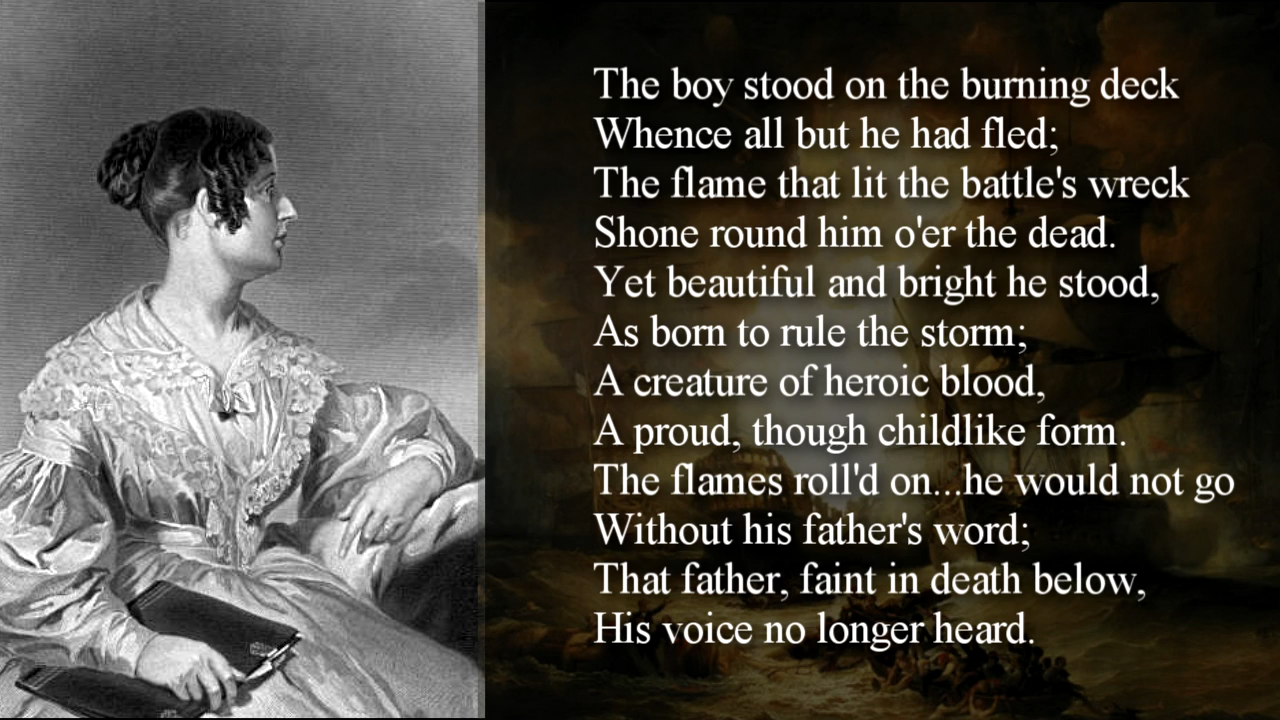 The boy stood on the burning deck
Whence all but he had fled;
The flame that lit the battle's wreck
Shone round him o'er the dead.
Yet beautiful and bright he stood,
As born to rule the storm;
A creature of heroic blood,
A proud, though childlike form.
The flames roll'd on...he would not go
Without his father's word;
That father, faint in death below,
His voice no longer heard.